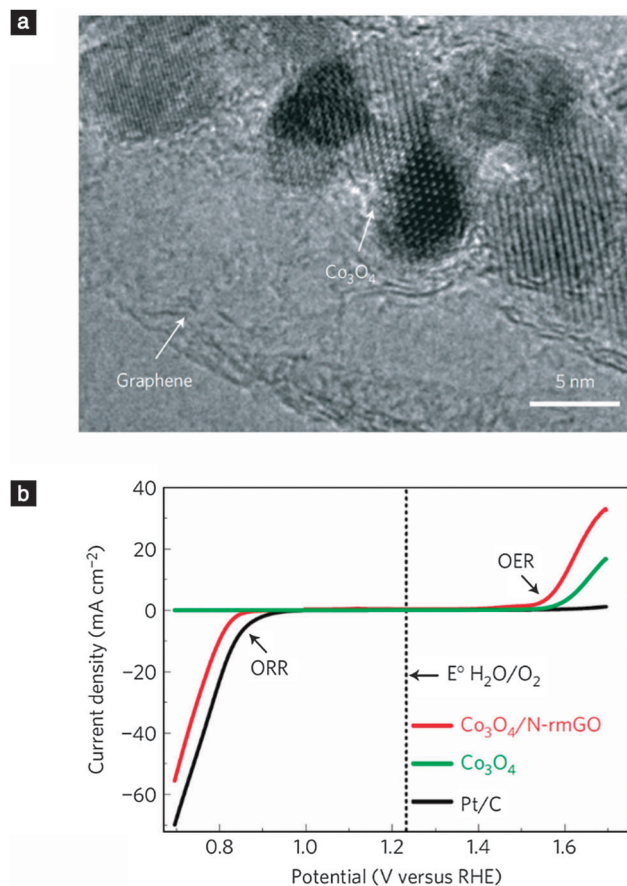 a
Co₃O₄
Graphene
5 nm
b
40
20
0
−20
−40
−60
Current density (mA cm⁻²)
OER
ORR
E° H₂O/O₂
Co₃O₄/N-rmGO
Co₃O₄
Pt/C
0.8 1.0 1.2 1.4 1.6
Potential (V versus RHE)